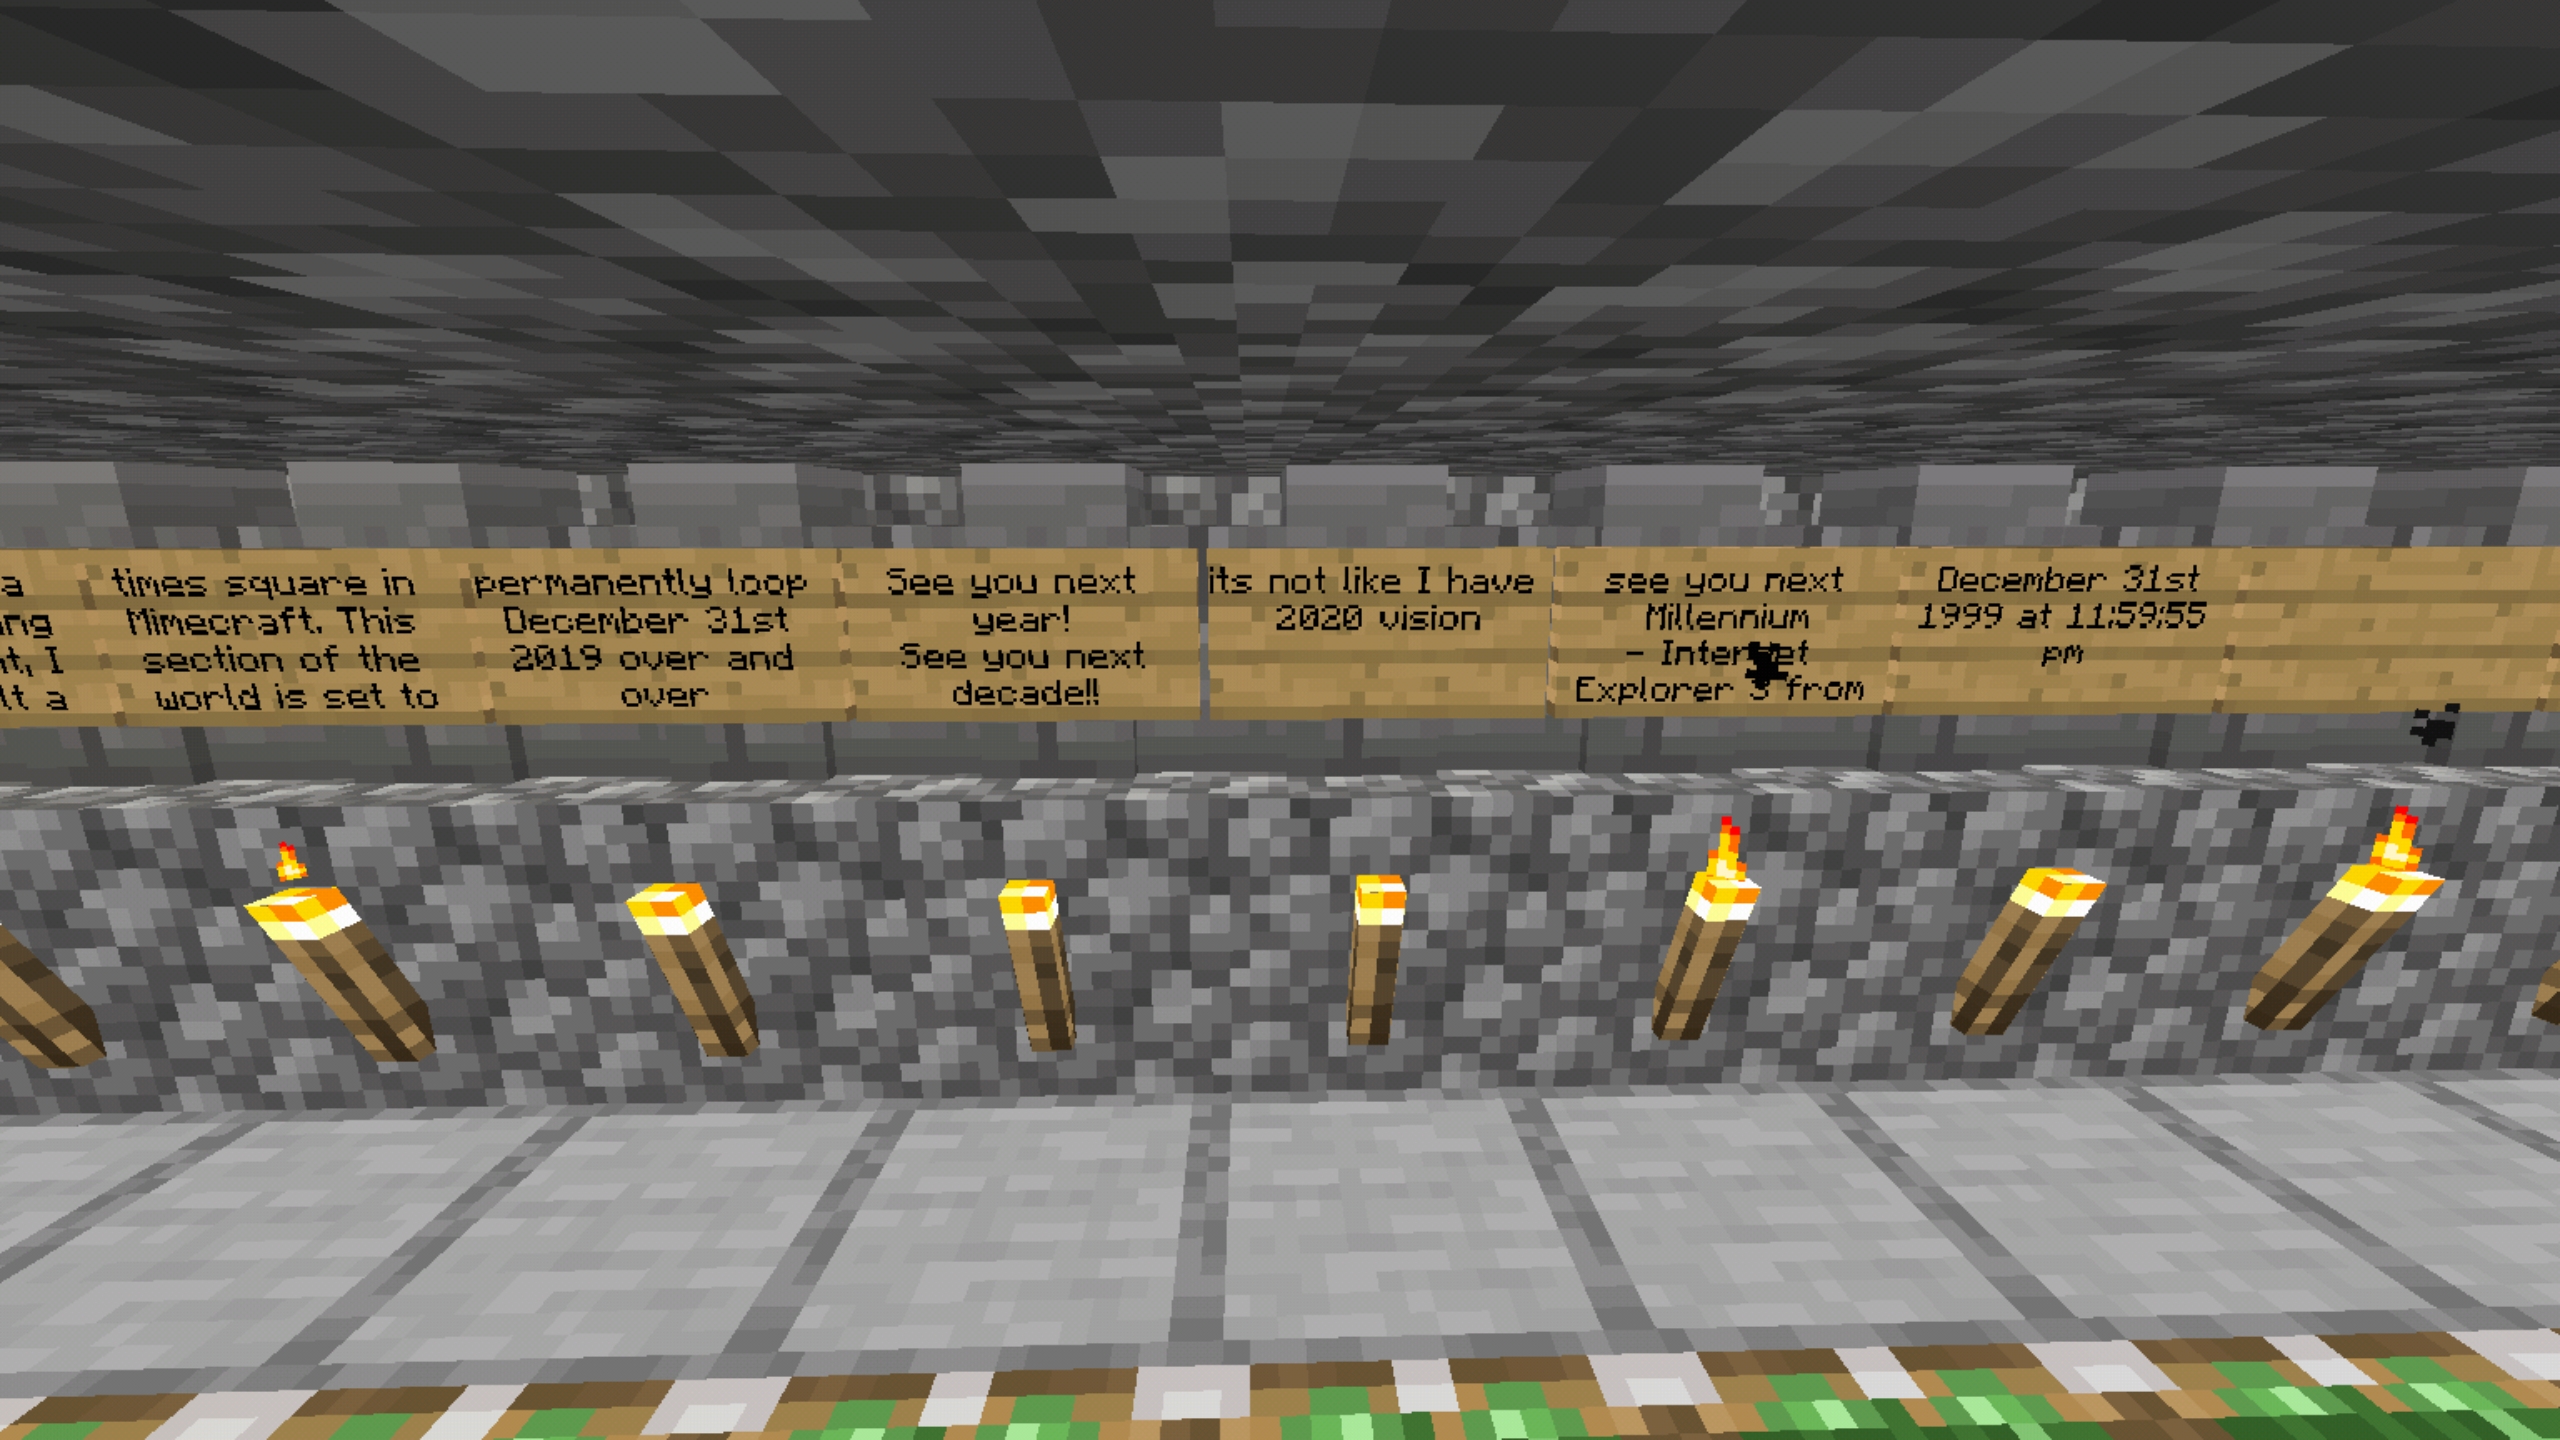 a
times square in
Minecraft. This
section of the
world is set to
permanently loop
December 31st
2019 over and
over
See you next
year!
See you next
decade!!
its not like I have
2020 vision
see you next
Millennium
- Internet
Explorer 3 from
December 31st
1999 at 11:59:55
pm